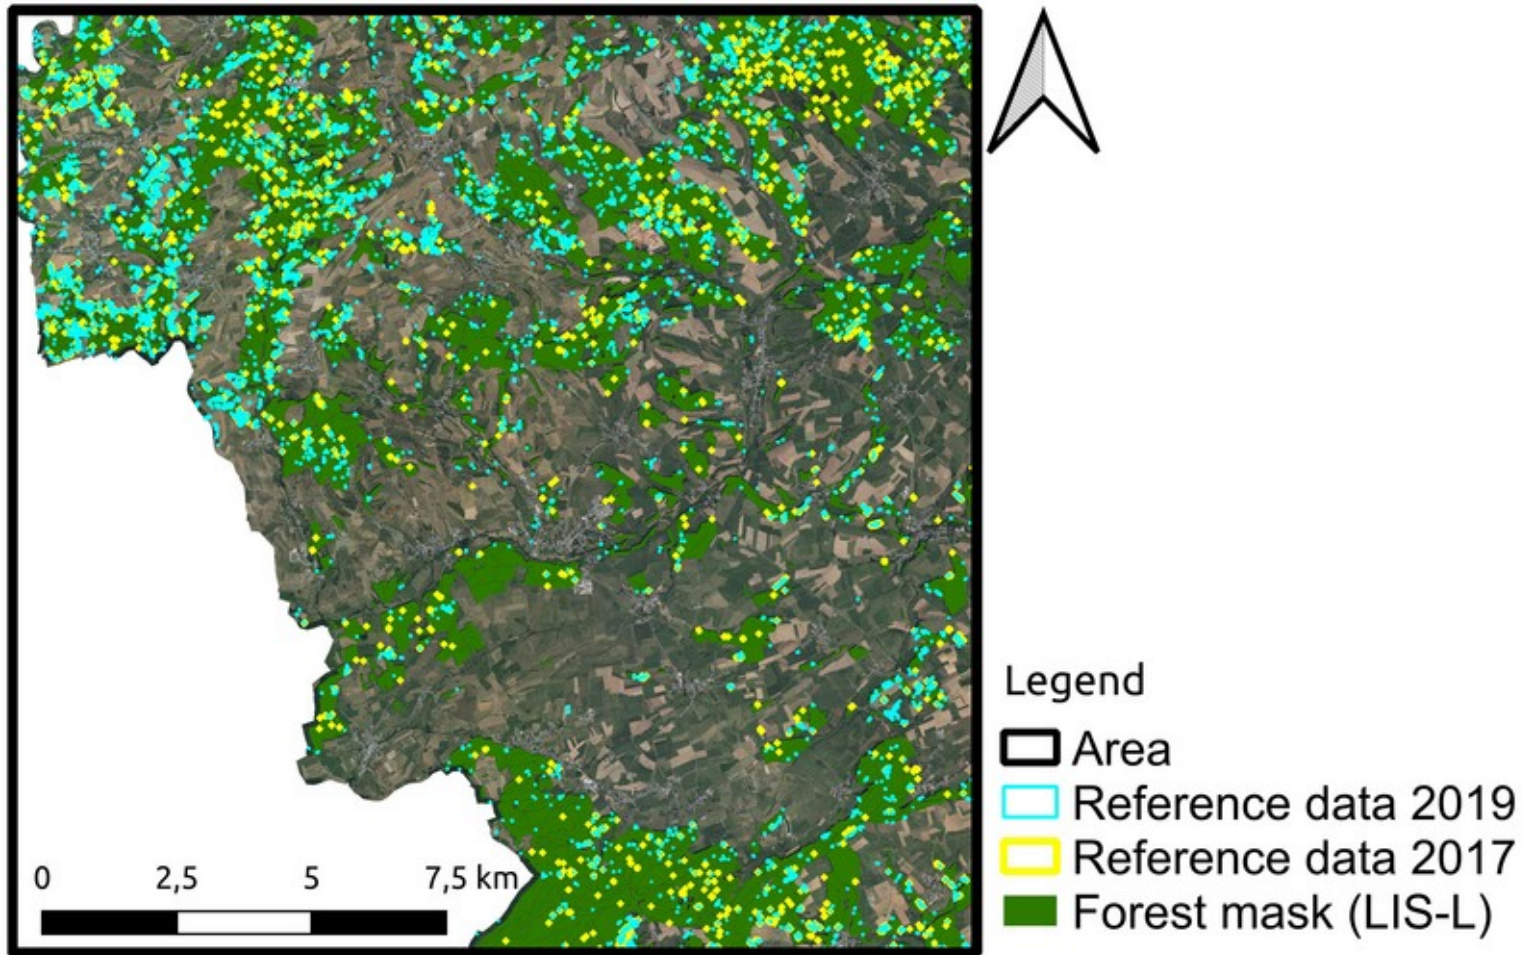 0 2,5 5 7,5 km
Legend
Area
Reference data 2019
Reference data 2017
Forest mask (LIS-L)